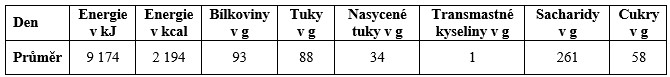 Den Energie v kJ Energie v kcal Bílkoviny v g Tuky v g Nasycené tuky v g Transmastné kyseliny v g Sacharidy v g Cukry v g
Průměr 9 174 2 194 93 88 34 1 261 58